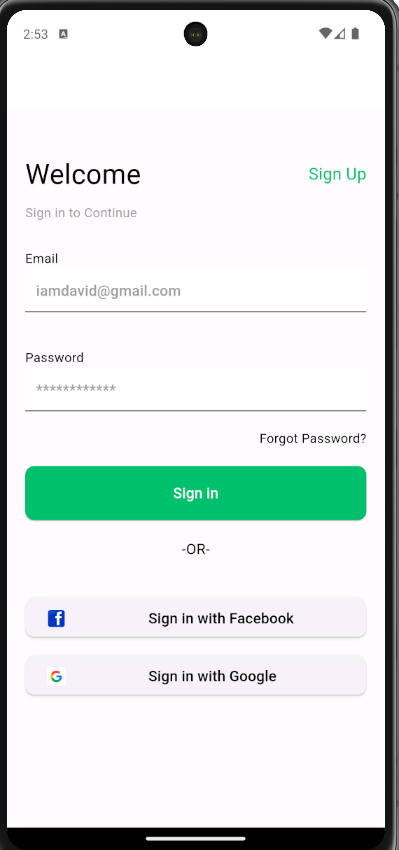 2:53
Welcome
Sign Up
Sign in to Continue
Email
iamdavid@gmail.com
Password
************
Forgot Password?
Sign in
-OR-
Sign in with Facebook
Sign in with Google